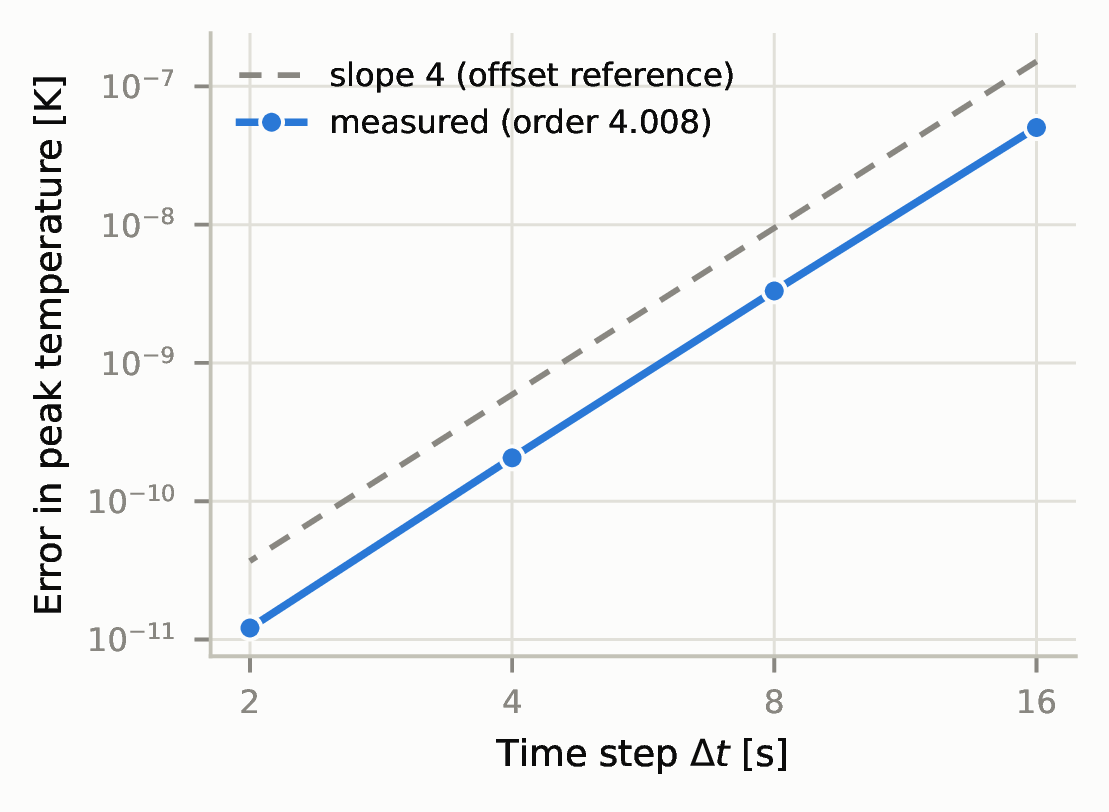 slope 4 (offset reference)
measured (order 4.008)
Error in peak temperature [K]
10⁻⁷
10⁻⁸
10⁻⁹
10⁻¹⁰
10⁻¹¹
2 4 8 16
Time step Δt [s]